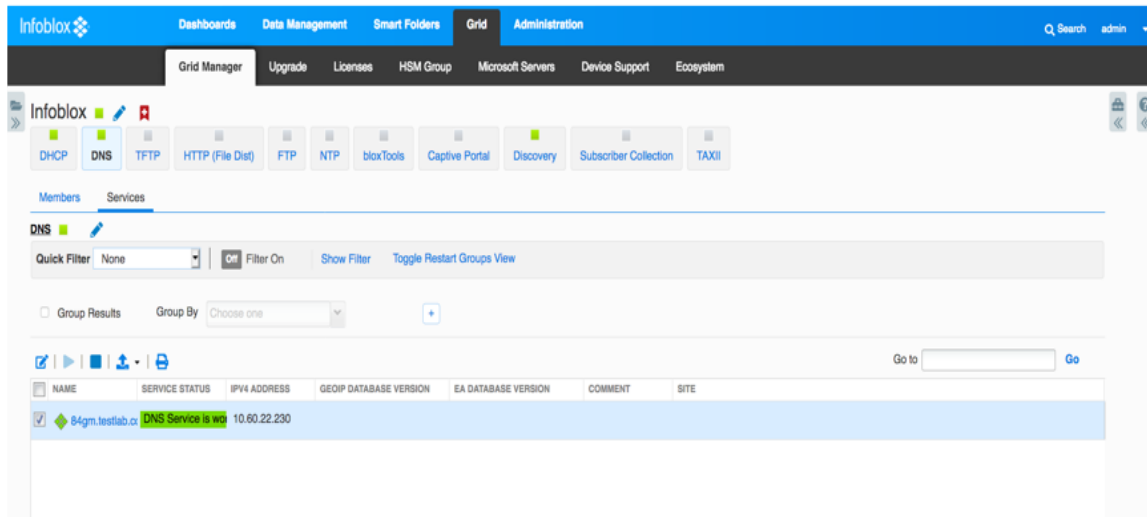 Infoblox Dashboards Data Management Smart Folders Grid Administration Search admin
Grid Manager Upgrade Licenses HSM Group Microsoft Servers Device Support Ecosystem
Infoblox
DHCP DNS TFTP HTTP (File Dist) FTP NTP bloxTools Captive Portal Discovery Subscriber Collection TAXII
Members Services
DNS
Quick Filter None Off Filter On Show Filter Toggle Restart Groups View
Group Results Group By Choose one +
Go to Go
NAME SERVICE STATUS IPV4 ADDRESS GEOIP DATABASE VERSION EA DATABASE VERSION COMMENT SITE
84gm.testlab.co DNS Service is wor 10.60.22.230